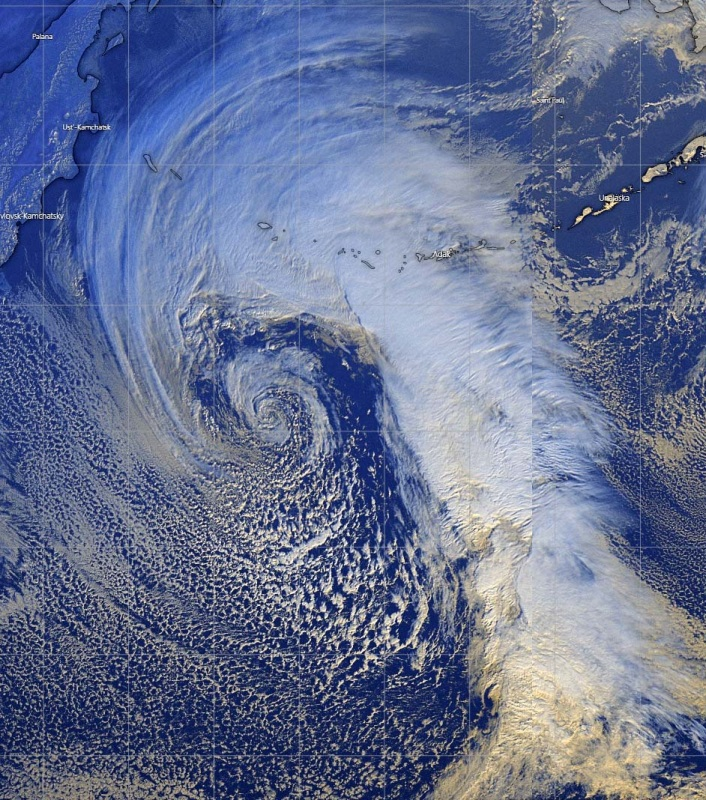 Palana
Saint Paul
Ust'-Kamchatsk
Unalaska
vlovsk-Kamchatsky
Adak